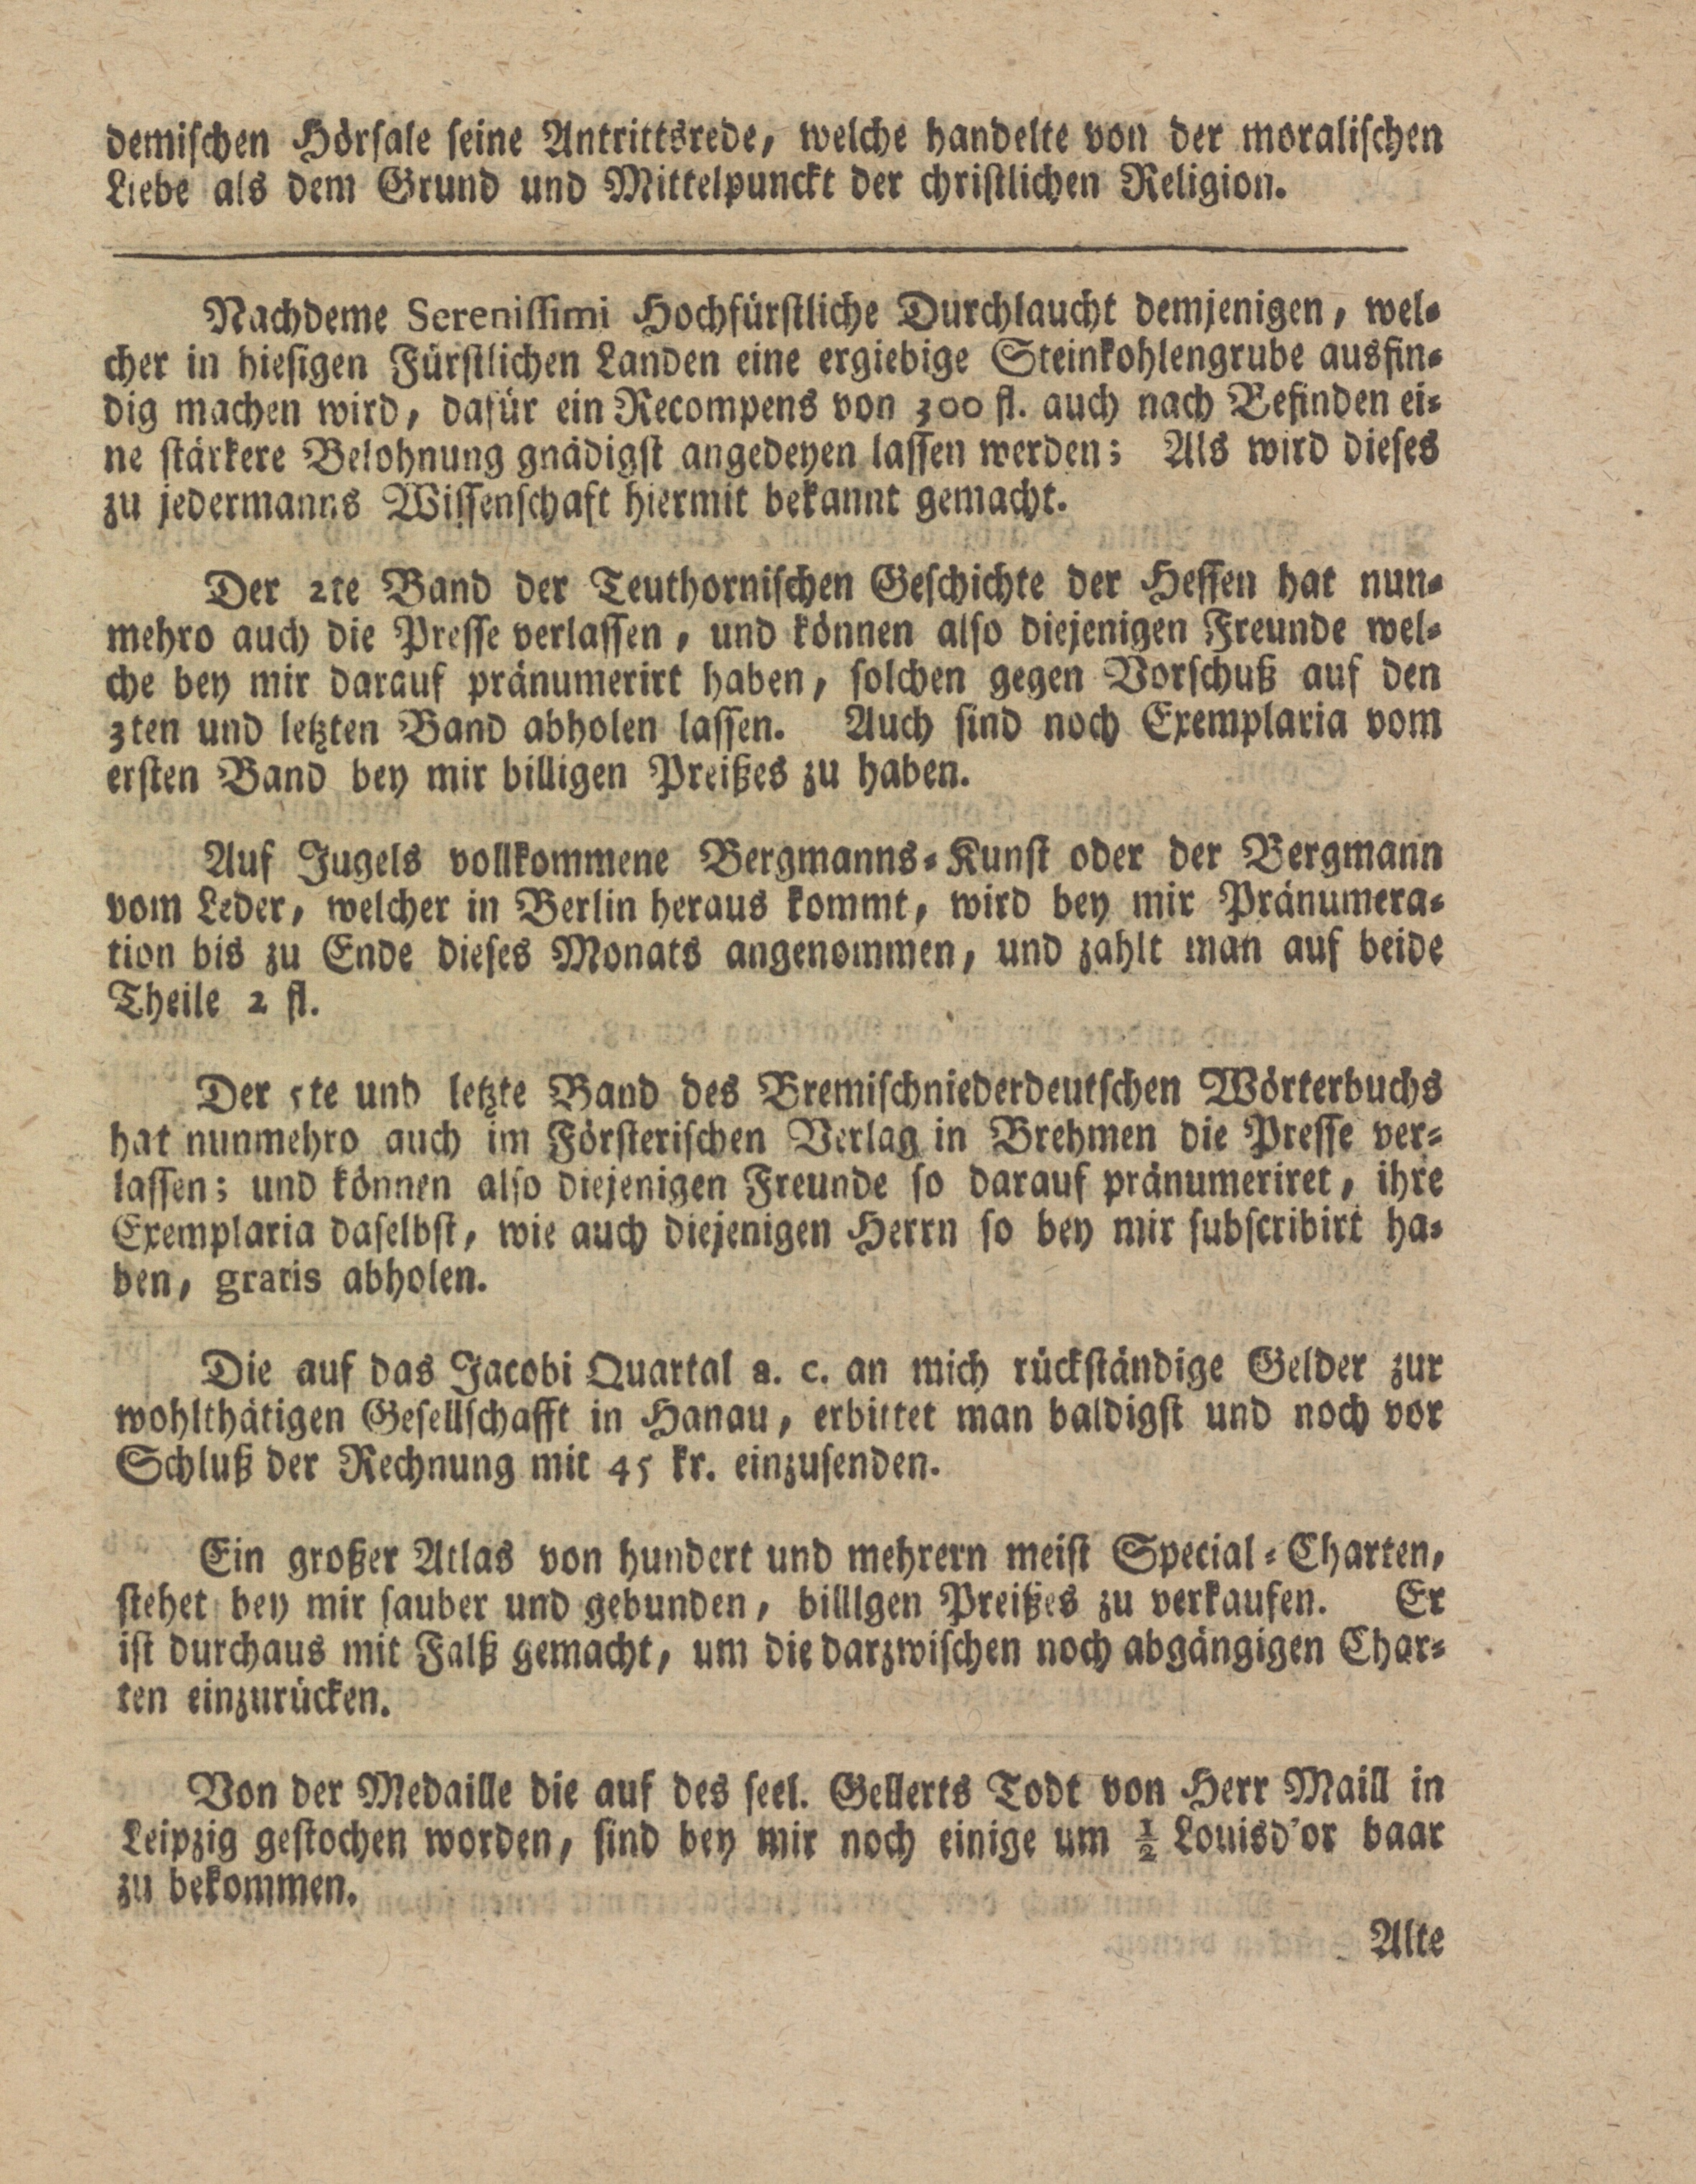 demischen Hörsale seine Antrittsrede, welche handelte von der moralischen
Liebe als dem Grund und Mittelpunckt der christlichen Religion.
Nachdeme Serenissimi Hochfürstliche Durchlaucht demjenigen, wel-
cher in hiesigen Fürstlichen Landen eine ergiebige Steinkohlengrube ausfin-
dig machen wird, dafür ein Recompens von 300 fl. auch nach Befinden ei-
ne stärkere Belohnung gnädigst angedeyen lassen werden; Als wird dieses
zu jedermanns Wissenschaft hiermit bekannt gemacht.
Der 2te Band der Teuthornischen Geschichte der Hessen hat nun-
mehro auch die Presse verlassen, und können also diejenigen Freunde wel-
che bey mir darauf pränumerirt haben, solchen gegen Vorschuß auf den
3ten und letzten Band abholen lassen. Auch sind noch Exemplaria vom
ersten Band bey mir billigen Preißes zu haben.
Auf Jugels vollkommene Bergmanns-Kunst oder der Bergmann
vom Leder, welcher in Berlin heraus kommt, wird bey mir Pränumera-
tion bis zu Ende dieses Monats angenommen, und zahlt man auf beide
Theile 2 fl.
Der 5te und letzte Band des Bremischniederdeutschen Wörterbuchs
hat nunmehro auch im Försterischen Verlag in Brehmen die Presse ver-
lassen; und können also diejenigen Freunde so darauf pränumeriret, ihre
Exemplaria daselbst, wie auch diejenigen Herrn so bey mir subscribirt ha-
ben, gratis abholen.
Die auf das Jacobi Quartal a. c. an mich rückständige Gelder zur
wohlthätigen Gesellschafft in Hanau, erbittet man baldigst und noch vor
Schluß der Rechnung mit 45 kr. einzusenden.
Ein großer Atlas von hundert und mehrern meist Special-Charten,
stehet bey mir sauber und gebunden, billlgen Preißes zu verkaufen. Er
ist durchaus mit Falß gemacht, um die darzwischen noch abgängigen Char-
ten einzurücken.
Von der Medaille die auf des seel. Gellerts Todt von Herr Maill in
Leipzig gestochen worden, sind bey mir noch einige um ½ Louisd'or baar
zu bekommen.
Alte